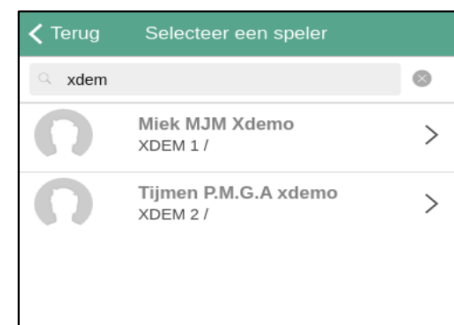 Terug Selecteer een speler
xdem
Miek MJM Xdemo
XDEM 1 /
Tijmen P.M.G.A xdemo
XDEM 2 /